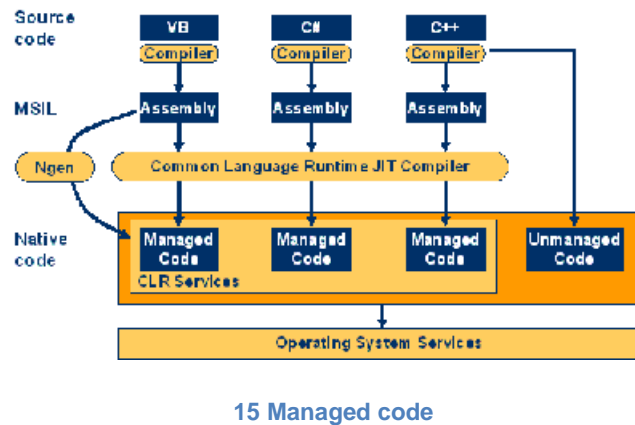 Source
code
VB
C#
C++
Compiler
Compiler
Compiler
MSIL
Assembly
Assembly
Assembly
Ngen
Common Language Runtime JIT Compiler
Native
code
Managed
Code
Managed
Code
Managed
Code
Unmanaged
Code
CLR Services
Operating System Services
15 Managed code